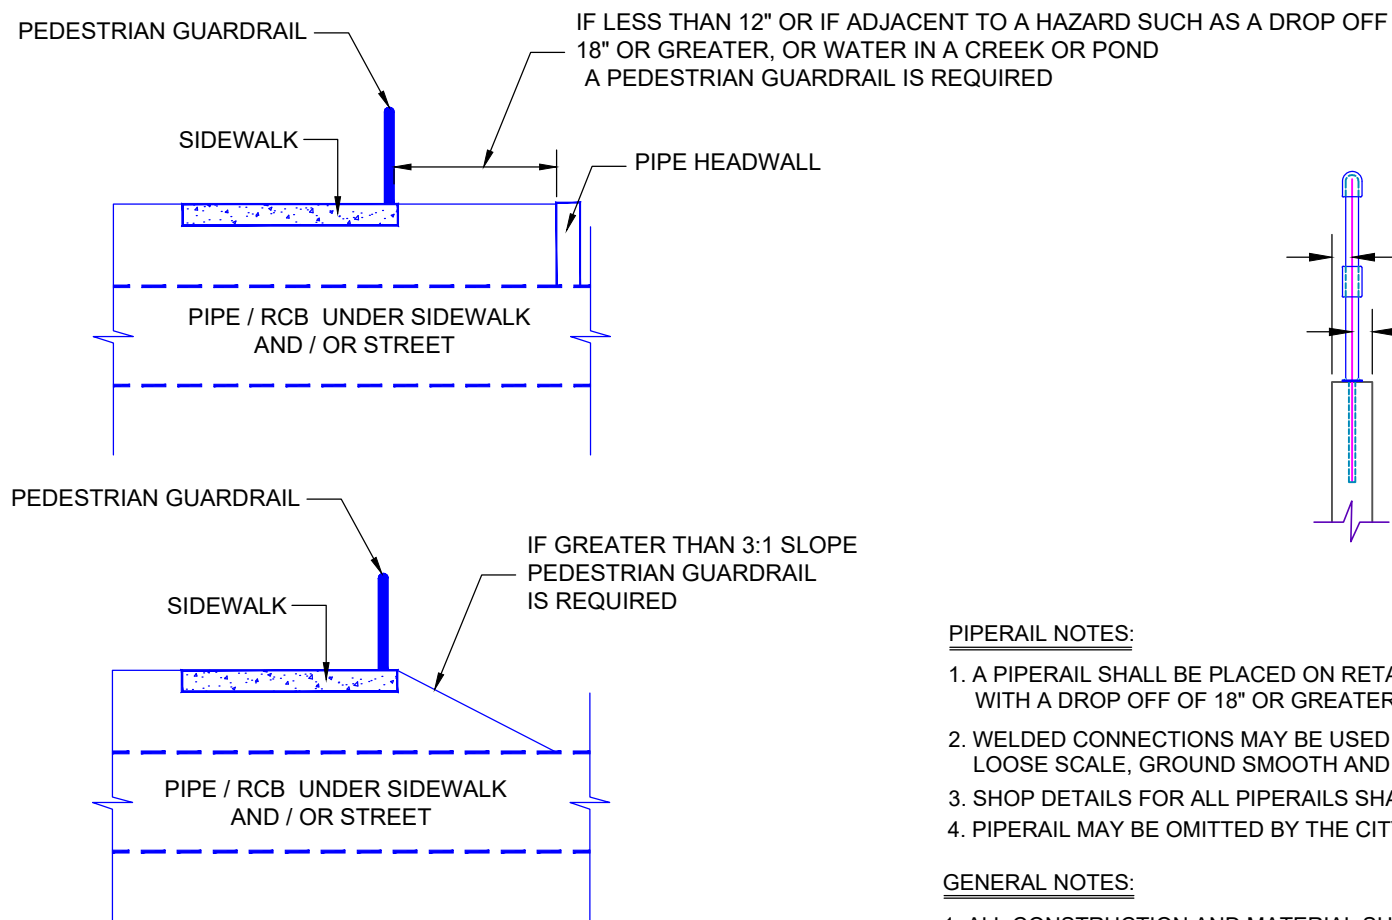 PEDESTRIAN GUARDRAIL
IF LESS THAN 12" OR IF ADJACENT TO A HAZARD SUCH AS A DROP OFF
18" OR GREATER, OR WATER IN A CREEK OR POND
A PEDESTRIAN GUARDRAIL IS REQUIRED
SIDEWALK
PIPE HEADWALL
PIPE / RCB UNDER SIDEWALK
AND / OR STREET
PEDESTRIAN GUARDRAIL
IF GREATER THAN 3:1 SLOPE
PEDESTRIAN GUARDRAIL
IS REQUIRED
SIDEWALK
PIPE / RCB UNDER SIDEWALK
AND / OR STREET
PIPERAIL NOTES:
1. A PIPERAIL SHALL BE PLACED ON
WITH A DROP OFF OF 18" OR GREATER
2. WELDED CONNECTIONS MAY BE USED
LOOSE SCALE, GROUND SMOOTH AND
3. SHOP DETAILS FOR ALL PIPERAILS
4. PIPERAIL MAY BE OMITTED BY THE
GENERAL NOTES:
1. ALL CONSTRUCTION AND MATERIAL